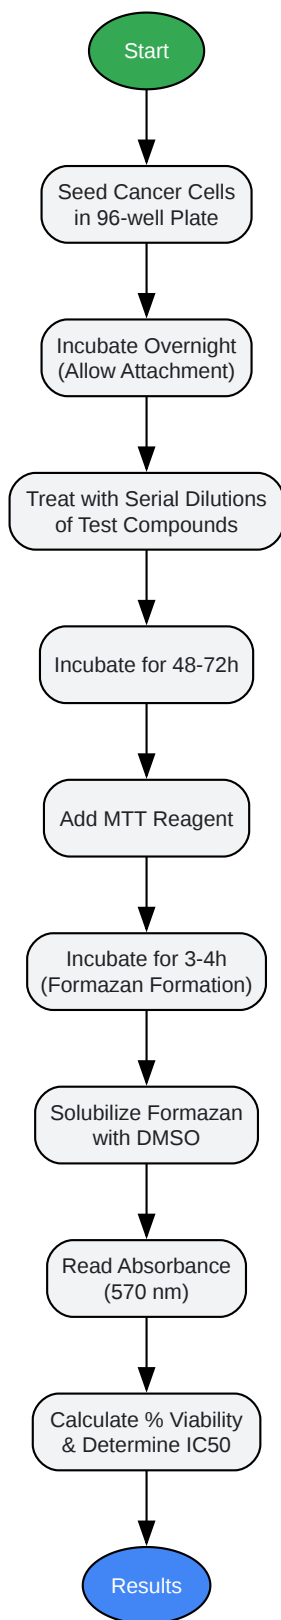 Start
Seed Cancer Cells
in 96-well Plate
Incubate Overnight
(Allow Attachment)
Treat with Serial Dilutions
of Test Compounds
Incubate for 48-72h
Add MTT Reagent
Incubate for 3-4h
(Formazan Formation)
Solubilize Formazan
with DMSO
Read Absorbance
(570 nm)
Calculate % Viability
& Determine IC50
Results